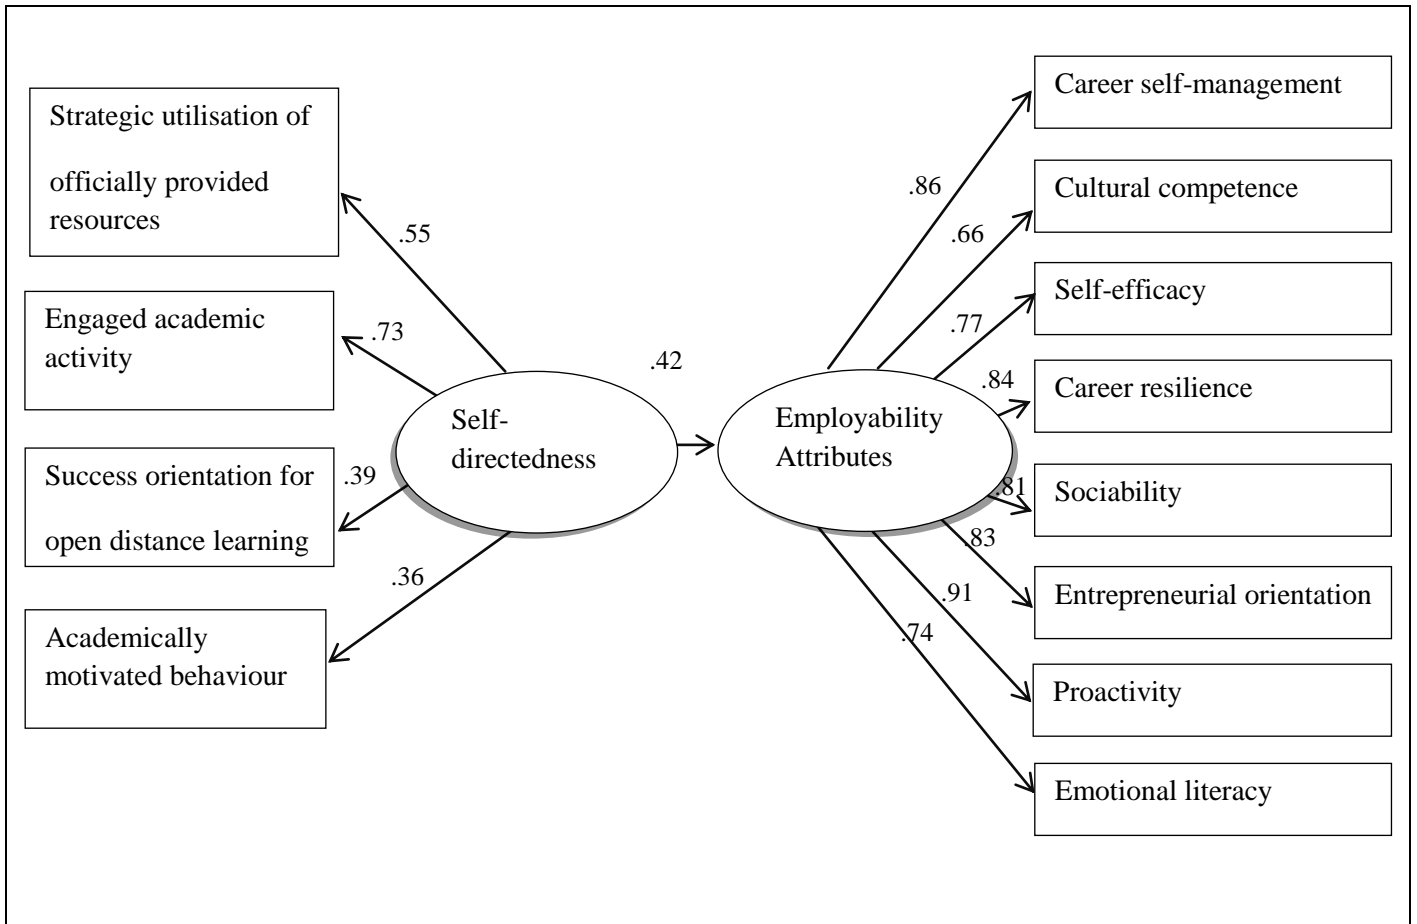 Strategic utilisation of
officially provided
resources
Engaged academic
activity
Success orientation for
open distance learning
Academically
motivated behaviour
.55
.73
.39
.36
Self-
directedness
.42
Employability
Attributes
.86
.66
.77
.84
.81
.83
.91
.74
Career self-management
Cultural competence
Self-efficacy
Career resilience
Sociability
Entrepreneurial orientation
Proactivity
Emotional literacy